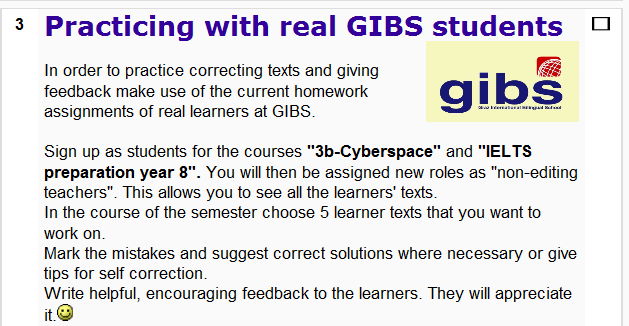 3
Practicing with real GIBS students
In order to practice correcting texts and giving
feedback make use of the current homework
assignments of real learners at GIBS.
gibs
Graz International Bilingual School
Sign up as students for the courses "3b-Cyberspace" and "IELTS
preparation year 8". You will then be assigned new roles as "non-editing
teachers". This allows you to see all the learners' texts.
In the course of the semester choose 5 learner texts that you want to
work on.
Mark the mistakes and suggest correct solutions where necessary or give
tips for self correction.
Write helpful, encouraging feedback to the learners. They will appreciate
it.